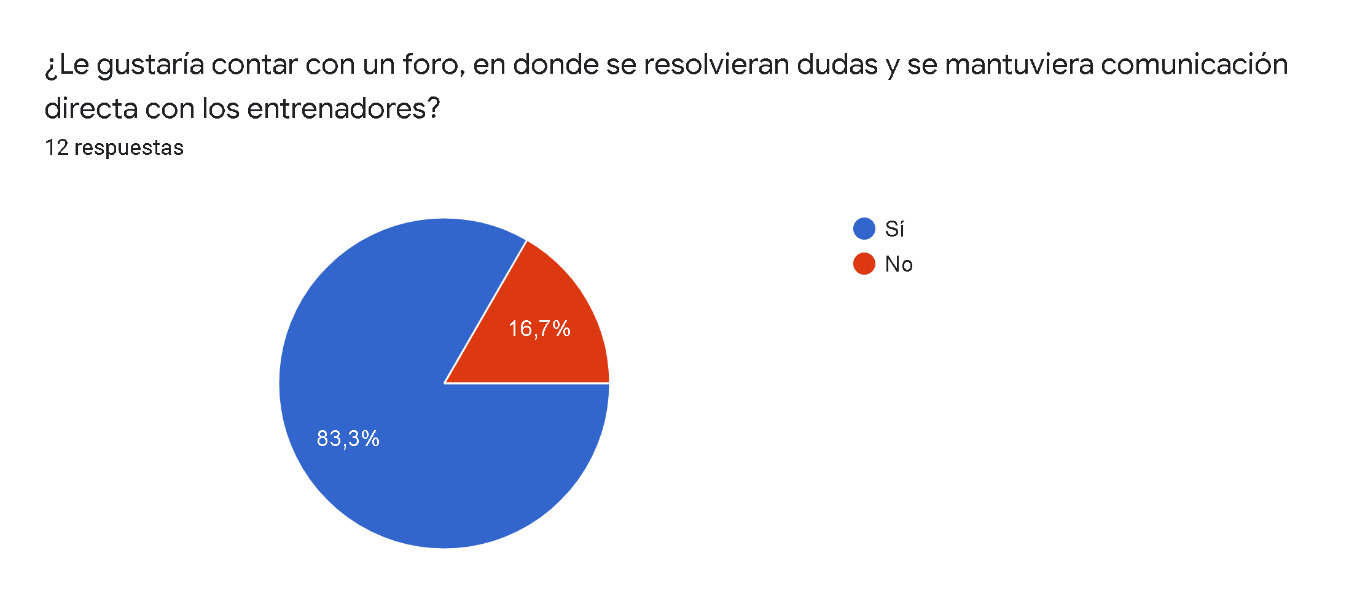 ¿Le gustaría contar con un foro, en donde se resolvieran dudas y se mantuviera comunicación
directa con los entrenadores?
12 respuestas
Sí
No
16,7%
83,3%